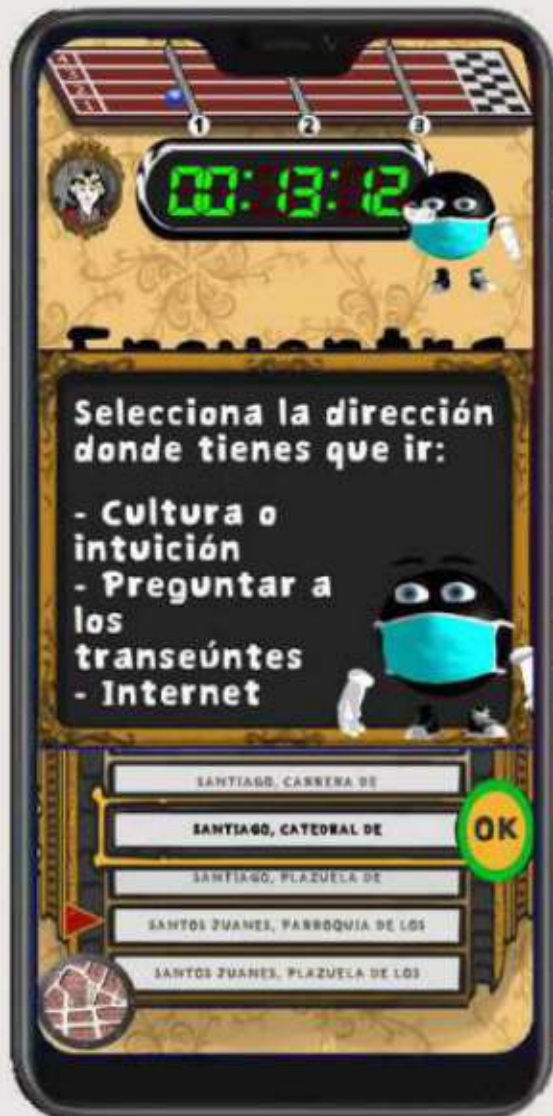 1 2 3
00:13:12
Encuentra
Selecciona la dirección
donde tienes que ir:
- Cultura o
intuición
- Preguntar a
los
transeúntes
- Internet
SANTIAGO, CARRERA DE
SANTIAGO, CATEDRAL DE
OK
SANTIAGO, PLAZUELA DE
SANTOS JUANES, PARROQUIA DE LOS
SANTOS JUANES, PLAZUELA DE LOS